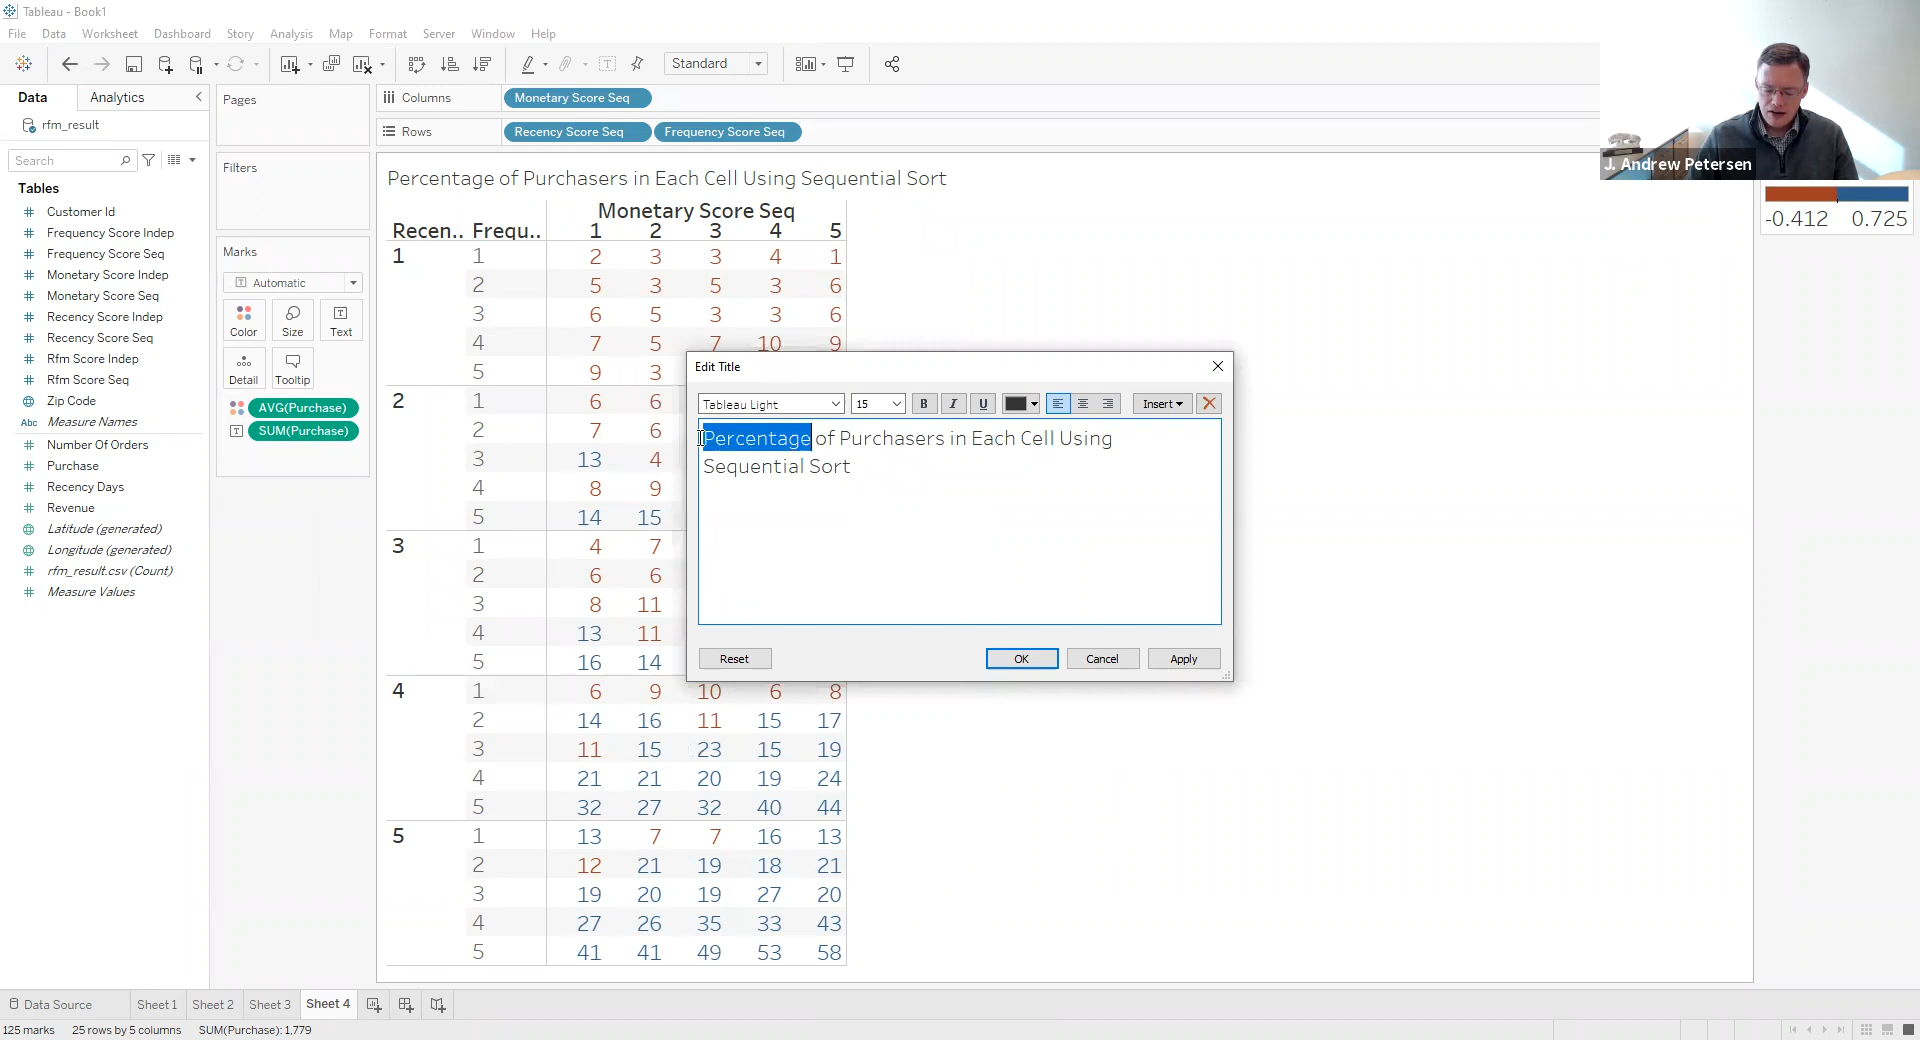 Tableau - Book1
File Data Worksheet Dashboard Story Analysis Map Format Server Window Help
Standard
Data Analytics
rfm_result
Search
Tables
Customer Id
Frequency Score Indep
Frequency Score Seq
Monetary Score Indep
Monetary Score Seq
Recency Score Indep
Recency Score Seq
Rfm Score Indep
Rfm Score Seq
Zip Code
Abc Measure Names
Number Of Orders
Purchase
Recency Days
Revenue
Latitude (generated)
Longitude (generated)
rfm_result.csv (Count)
Measure Values
Pages
Filters
Marks
Automatic
Color Size Text
Detail Tooltip
AVG(Purchase)
SUM(Purchase)
Columns Monetary Score Seq
Rows Recency Score Seq Frequency Score Seq
Percentage of Purchasers in Each Cell Using Sequential Sort
Monetary Score Seq
Recen.. Frequ.. 1 2 3 4 5
1 1 2 3 3 4 1
2 5 3 5 3 6
3 6 5 3 3 6
4 7 5 7 10 9
5 9 3
2 1 6 6
2 7 6
3 13 4
4 8 9
5 14 15
3 1 4 7
2 6 6
3 8 11
4 13 11
5 16 14
4 1 6 9 10 6 8
2 14 16 11 15 17
3 11 15 23 15 19
4 21 21 20 19 24
5 32 27 32 40 44
5 1 13 7 7 16 13
2 12 21 19 18 21
3 19 20 19 27 20
4 27 26 35 33 43
5 41 41 49 53 58
Edit Title
Tableau Light 15 B I U Insert
Percentage of Purchasers in Each Cell Using
Sequential Sort
Reset OK Cancel Apply
J. Andrew Petersen
-0.412 0.725
Data Source Sheet 1 Sheet 2 Sheet 3 Sheet 4
125 marks 25 rows by 5 columns SUM(Purchase): 1,779